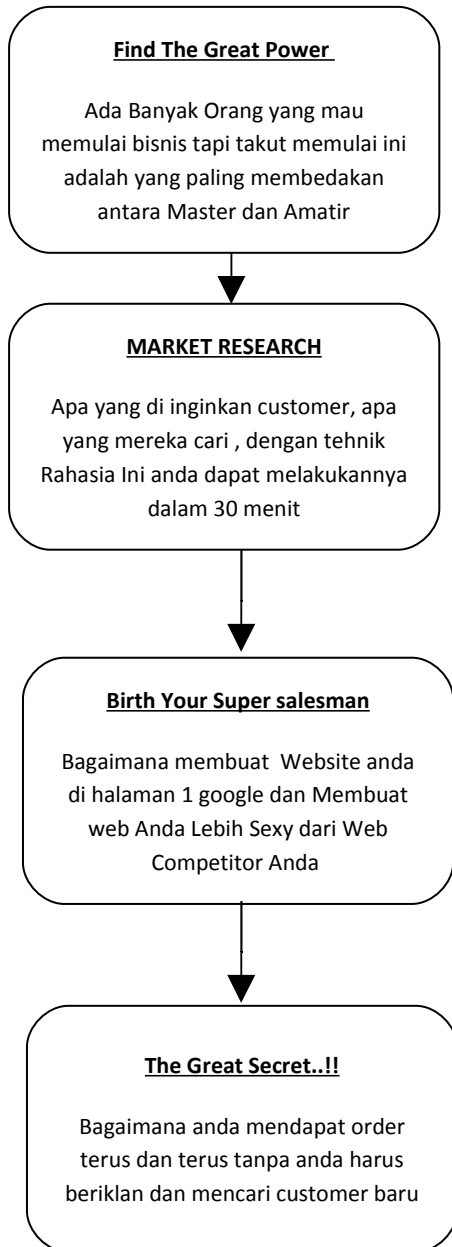 Find The Great Power
Ada Banyak Orang yang mau
memulai bisnis tapi takut memulai ini
adalah yang paling membedakan
antara Master dan Amatir
MARKET RESEARCH
Apa yang di inginkan customer, apa
yang mereka cari , dengan tehnik
Rahasia Ini anda dapat melakukannya
dalam 30 menit
Birth Your Super salesman
Bagaimana membuat Website anda
di halaman 1 google dan Membuat
web Anda Lebih Sexy dari Web
Competitor Anda
The Great Secret..!!
Bagaimana anda mendapat order
terus dan terus tanpa anda harus
beriklan dan mencari customer baru